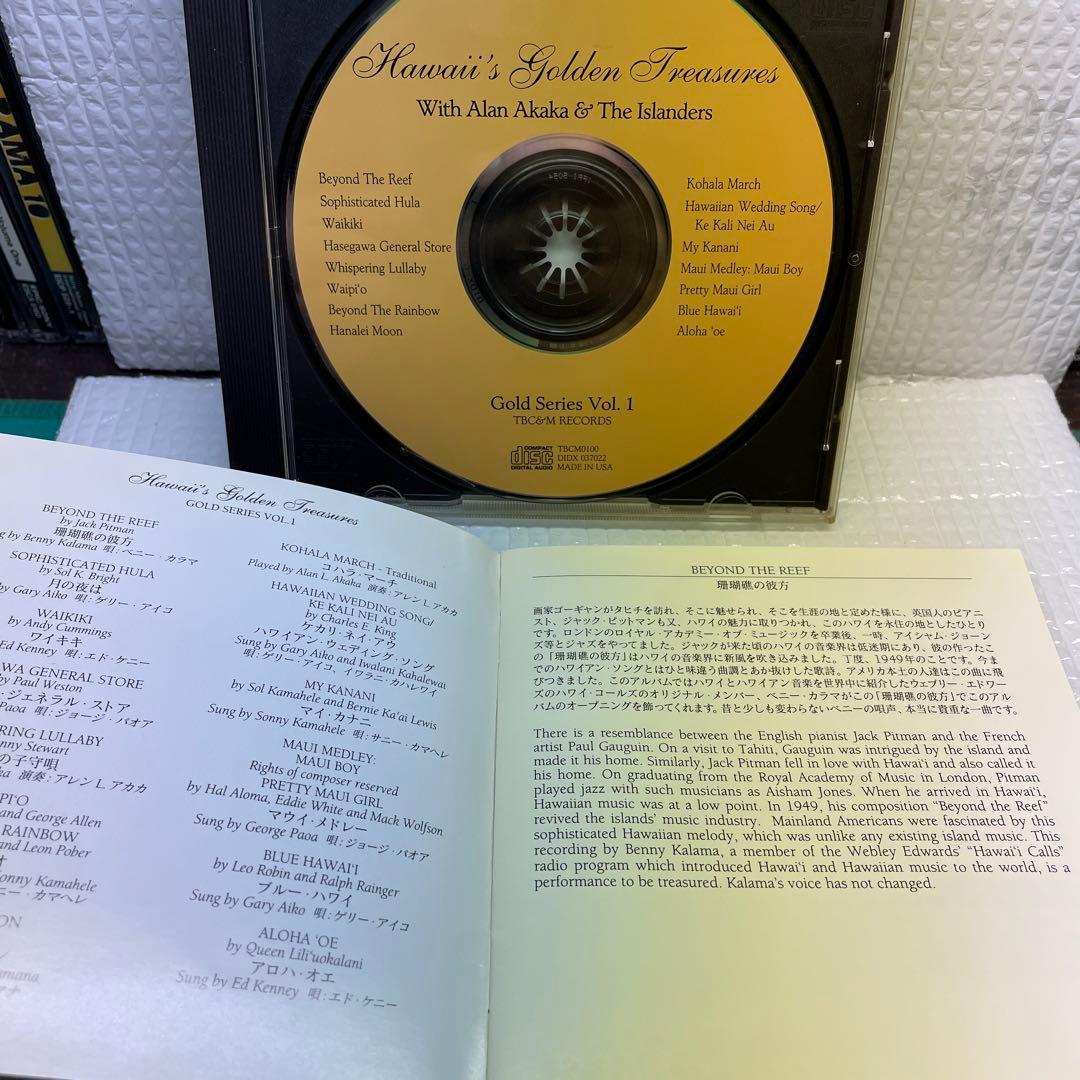 Hawaii's Golden Treasures
With Alan Akaka & The Islanders
Beyond The Reef
Sophisticated Hula
Waikiki
Hasegawa General Store
Whispering Lullaby
Waipi'o
Beyond The Rainbow
Hanalei Moon
Kohala March
Hawaiian Wedding Song/
Ke Kali Nei Au
My Kanani
Maui Medley: Maui Boy
Pretty Maui Girl
Blue Hawai'i
Aloha 'oe
Gold Series Vol. 1
TBC&M RECORDS
COMPACT
disc
DIGITAL AUDIO
TBCM0100
DIDX 037022
MADE IN USA
AMA 10
Volume One
Hawaii's Golden Treasures
GOLD SERIES VOL.1
BEYOND THE REEF
by Jack Pitman
珊瑚礁の彼方
g by Benny Kalama 唄：ベニー・カラマ
SOPHISTICATED HULA
by Sol K. Bright
月の夜は
by Gary Aiko 唄：ゲリー・アイコ
WAIKIKI
by Andy Cummings
ワイキキ
Ed Kenney 唄：エド・ケニー
WA GENERAL STORE
by Paul Weston
・ジェネラル・ストア
Paoa 唄：ジョージ・パオア
RING LULLABY
nny Stewart
の子守唄
ka 演奏：アレン L. アカカ
PI'O
and George Allen
RAINBOW
and Leon Pober
オ
onny Kamahele
ニー・カマヘレ
ON
smana
マナオ
KOHALA MARCH - Traditional
コハラ・マーチ
Played by Alan L. Akaka 演奏：アレン L. アカカ
HAWAIIAN WEDDING SONG/
KE KALI NEI AU
by Charles E. King
ケカリ・ネイ・アウ
ハワイアン・ウェディング・ソング
Sung by Gary Aiko and Iwalani Kahalewai
唄：ゲリー・アイコ、イワラニ・カハレワイ
MY KANANI
by Sol Kamahele and Bernie Ka'ai Lewis
マイ・カナニ
Sung by Sonny Kamahele 唄：サニー・カマヘレ
MAUI MEDLEY:
MAUI BOY
Rights of composer reserved
PRETTY MAUI GIRL
by Hal Aloma, Eddie White and Mack Wolfson
マウイ・メドレー
Sung by George Paoa 唄：ジョージ・パオア
BLUE HAWAI'I
by Leo Robin and Ralph Rainger
ブルー・ハワイ
Sung by Gary Aiko 唄：ゲリー・アイコ
ALOHA 'OE
by Queen Lili'uokalani
アロハ・オエ
Sung by Ed Kenney 唄：エド・ケニー
BEYOND THE REEF
珊瑚礁の彼方
画家ゴーギャンがタヒチを訪れ、そこに魅せられ、そこを生涯の地と定めた様に、英国人のピアニ
スト、ジャック・ピットマンも又、ハワイの魅力に取りつかれ、このハワイを永住の地としたひとり
です。ロンドンのロイヤル・アカデミー・オブ・ミュージックを卒業後、一時、アイシャム・ジョーン
ズ等とジャズをやってました。ジャックが来た頃のハワイの音楽界は低迷期にあり、彼の作ったこ
の「珊瑚礁の彼方」はハワイの音楽界に新風を吹き込みました。丁度、1949年のことです。今ま
でのハワイアン・ソングとはひと味違う曲調とあか抜けした歌詩。アメリカ本土の人達はこの曲に飛
びつきました。このアルバムではハワイとハワイアン音楽を世界中に紹介したウェブリー・エドワー
ズのハワイ・コールズのオリジナル・メンバー、ベニー・カラマがこの「珊瑚礁の彼方」でこのアル
バムのオープニングを飾ってくれます。昔と少しも変わらないベニーの唄声、本当に貴重な一曲です。
There is a resemblance between the English pianist Jack Pitman and the French
artist Paul Gauguin. On a visit to Tahiti, Gauguin was intrigued by the island and
made it his home. Similarly, Jack Pitman fell in love with Hawai'i and also called it
his home. On graduating from the Royal Academy of Music in London, Pitman
played jazz with such musicians as Aisham Jones. When he arrived in Hawai'i,
Hawaiian music was at a low point. In 1949, his composition "Beyond the Reef"
revived the islands' music industry. Mainland Americans were fascinated by this
sophisticated Hawaiian melody, which was unlike any existing island music. This
recording by Benny Kalama, a member of the Webley Edwards' "Hawai'i Calls"
radio program which introduced Hawai'i and Hawaiian music to the world, is a
performance to be treasured. Kalama's voice has not changed.